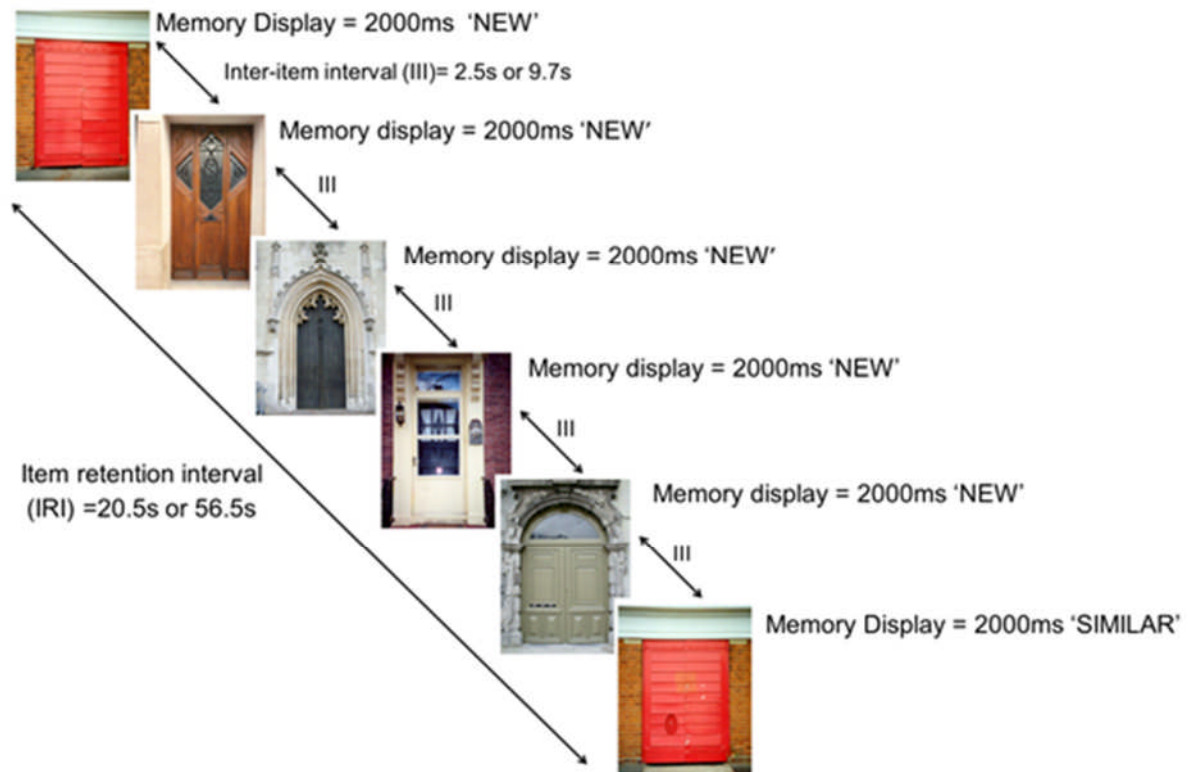 Memory Display = 2000ms ‘NEW’
Inter-item interval (III)= 2.5s or 9.7s
Memory display = 2000ms ‘NEW’
III
Memory display = 2000ms ‘NEW’
III
Memory display = 2000ms ‘NEW’
III
Item retention interval
(IRI) =20.5s or 56.5s
Memory display = 2000ms ‘NEW’
III
Memory Display = 2000ms ‘SIMILAR’